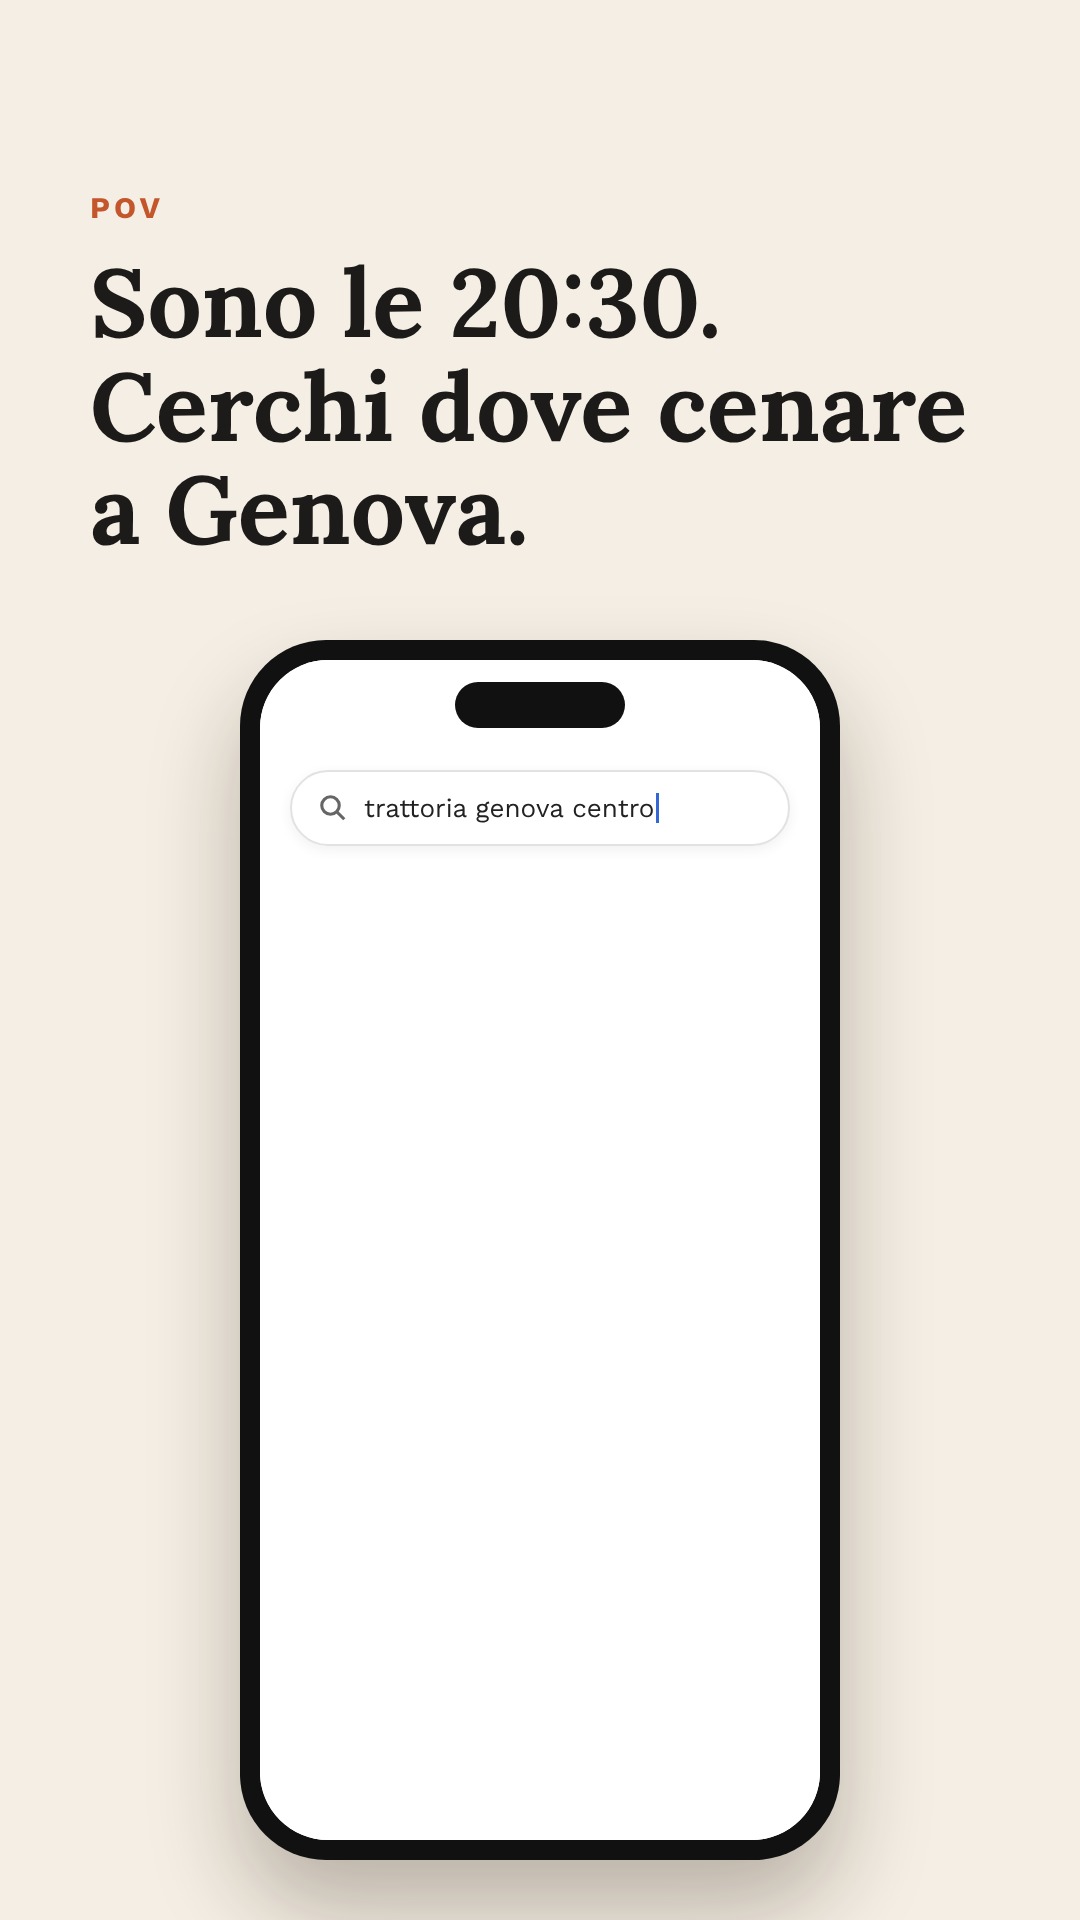 POV
Sono le 20:30.
Cerchi dove cenare
a Genova.
trattoria genova centro